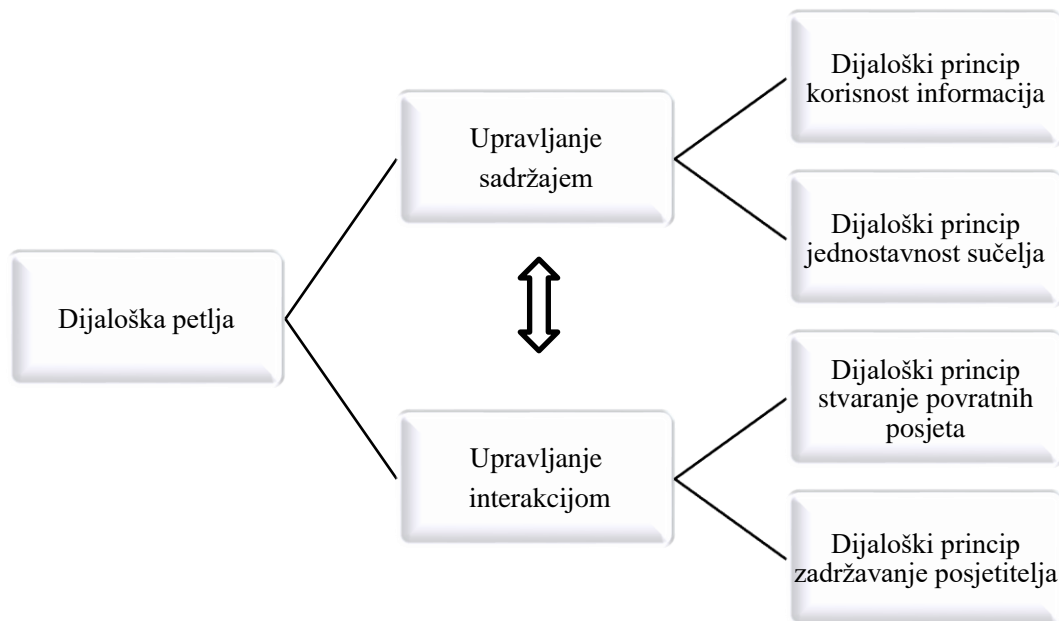 Dijaloška petlja
Upravljanje
sadržajem
Upravljanje
interakcijom
Dijaloški princip
korisnost informacija
Dijaloški princip
jednostavnost sučelja
Dijaloški princip
stvaranje povratnih
posjeta
Dijaloški princip
zadržavanje posjetitelja